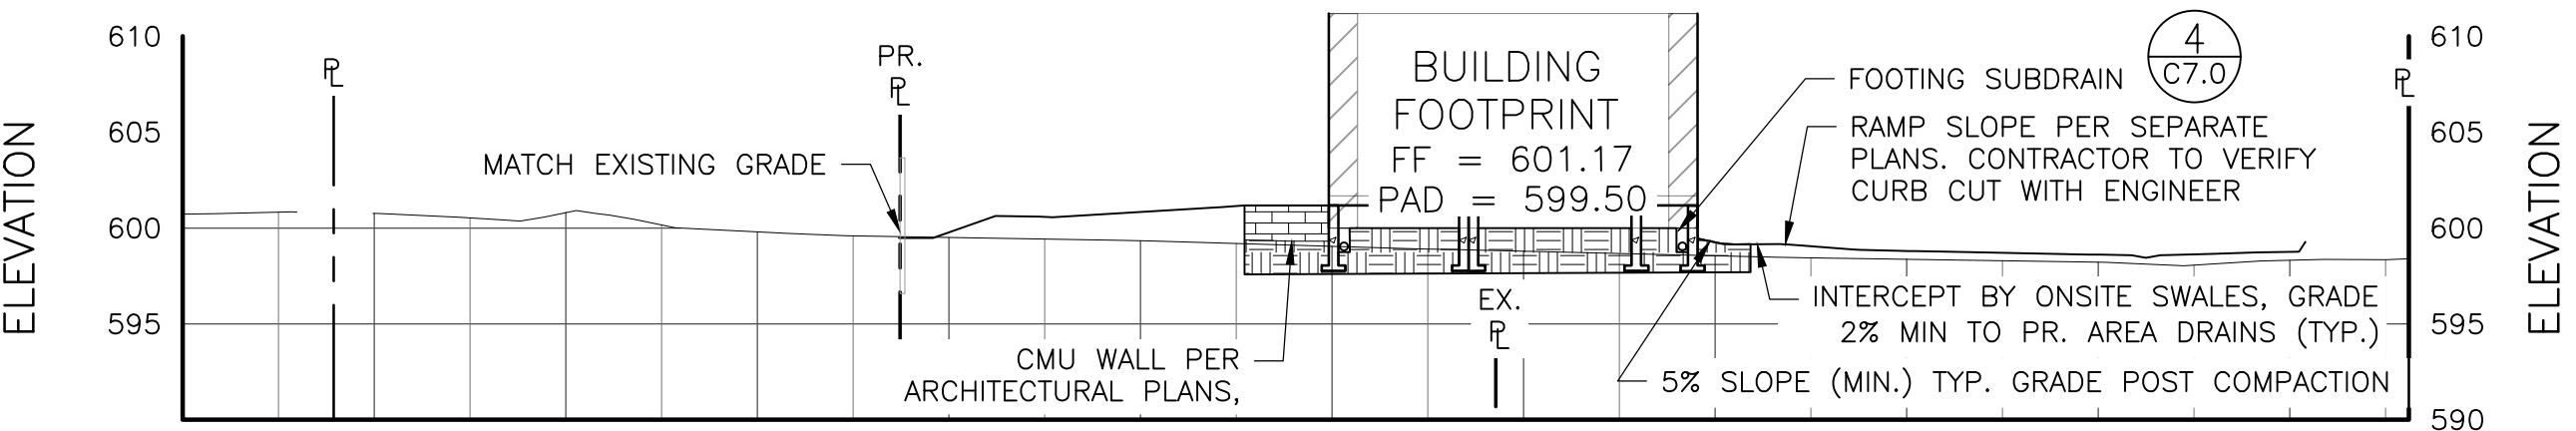 ELEVATION
610
605
600
595
PL
PR.
PL
MATCH EXISTING GRADE
BUILDING
FOOTPRINT
FF = 601.17
PAD = 599.50
FOOTING SUBDRAIN
4
C7.0
RAMP SLOPE PER SEPARATE
PLANS. CONTRACTOR TO VERIFY
CURB CUT WITH ENGINEER
PL
EX.
PL
INTERCEPT BY ONSITE SWALES, GRADE
2% MIN TO PR. AREA DRAINS (TYP.)
CMU WALL PER
ARCHITECTURAL PLANS,
5% SLOPE (MIN.) TYP. GRADE POST COMPACTION
610
605
600
595
590
ELEVATION